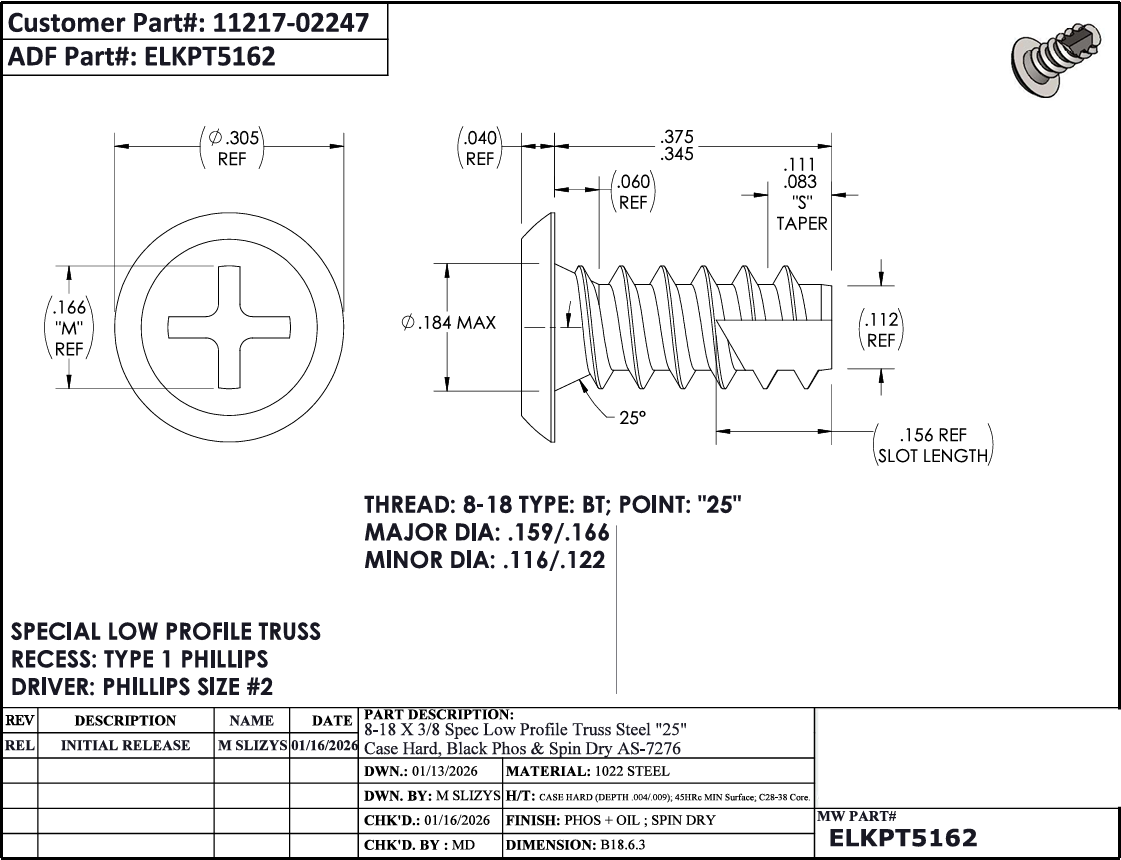 Customer Part#: 11217-02247
ADF Part#: ELKPT5162
Ø.305
REF
.040
REF
.375
.345
.060
REF
.111
.083
"S"
TAPER
.166
"M"
REF
Ø.184 MAX
.112
REF
25°
.156 REF
SLOT LENGTH
THREAD: 8-18 TYPE: BT; POINT: "25"
MAJOR DIA: .159/.166
MINOR DIA: .116/.122
SPECIAL LOW PROFILE TRUSS
RECESS: TYPE 1 PHILLIPS
DRIVER: PHILLIPS SIZE #2
REV DESCRIPTION NAME DATE
REL INITIAL RELEASE M SLIZYS 01/16/2026
PART DESCRIPTION:
8-18 X 3/8 Spec Low Profile Truss Steel "25"
Case Hard, Black Phos & Spin Dry AS-7276
DWN.: 01/13/2026 MATERIAL: 1022 STEEL
DWN. BY: M SLIZYS H/T: CASE HARD (DEPTH .004/.009); 45HRc MIN Surface; C28-38 Core.
CHK'D.: 01/16/2026 FINISH: PHOS + OIL ; SPIN DRY
CHK'D. BY : MD DIMENSION: B18.6.3
MW PART#
ELKPT5162